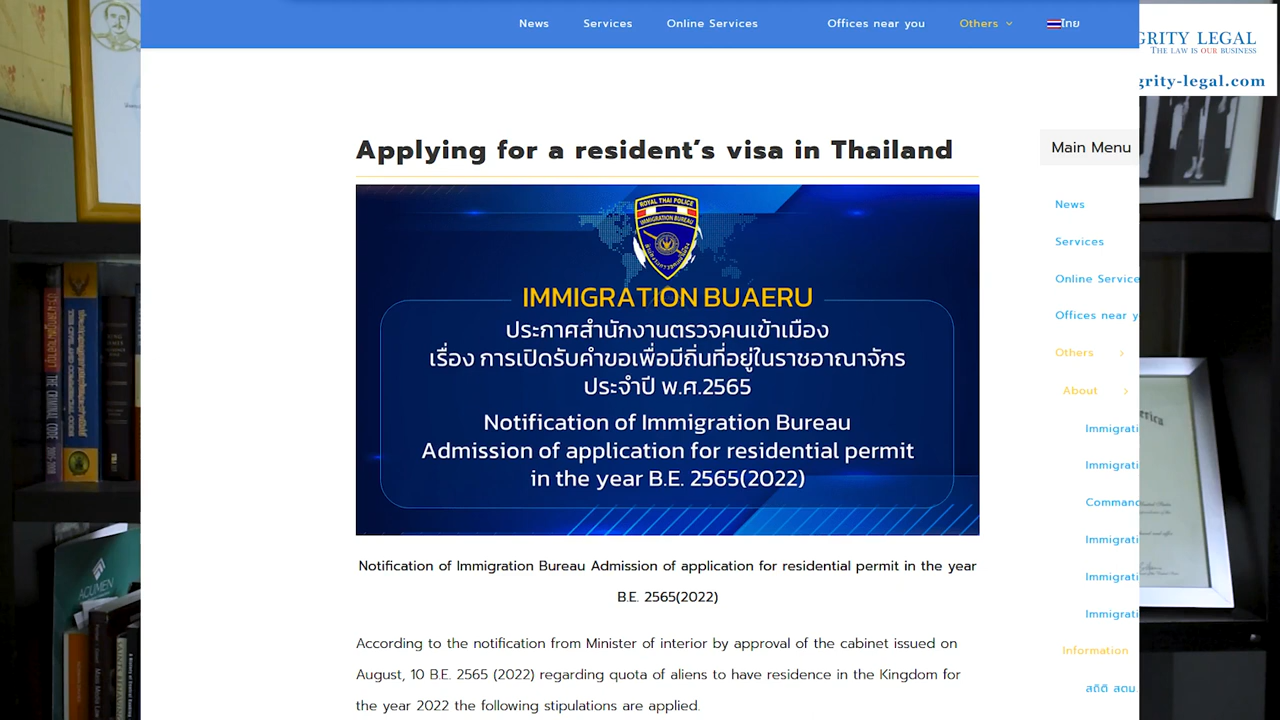 News Services Online Services Offices near you Others ไทย
GRITY LEGAL
THE LAW IS OUR BUSINESS
grity-legal.com
Applying for a resident's visa in Thailand
Main Menu
News
Services
Online Service
Offices near y
Others
About
Immigrati
Immigrati
Comman
Immigrati
Immigrati
Immigrati
Information
สถิติ สตม.
ROYAL THAI POLICE
IMMIGRATION BUREAU
IMMIGRATION BUAERU
ประกาศสำนักงานตรวจคนเข้าเมือง
เรื่อง การเปิดรับคำขอเพื่อมีถิ่นที่อยู่ในราชอาณาจักร
ประจำปี พ.ศ.2565
Notification of Immigration Bureau
Admission of application for residential permit
in the year B.E. 2565(2022)
Notification of Immigration Bureau Admission of application for residential permit in the year
B.E. 2565(2022)
According to the notification from Minister of interior by approval of the cabinet issued on
August, 10 B.E. 2565 (2022) regarding quota of aliens to have residence in the Kingdom for
the year 2022 the following stipulations are applied.
THE CRIMINAL CODE
ACUMEN
erica